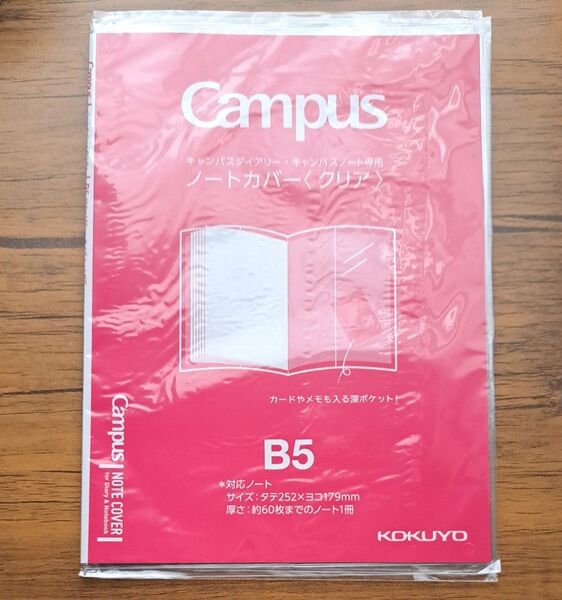 Campus
キャンパスダイアリー・キャンパスノート専用
ノートカバー〈クリア〉
カードやメモも入る深ポケット!
B5
*対応ノート
サイズ:タテ252×ヨコ179mm
厚さ:約60枚までのノート1冊
KOKUYO
Campus
NOTE COVER
for Diary & Notebook